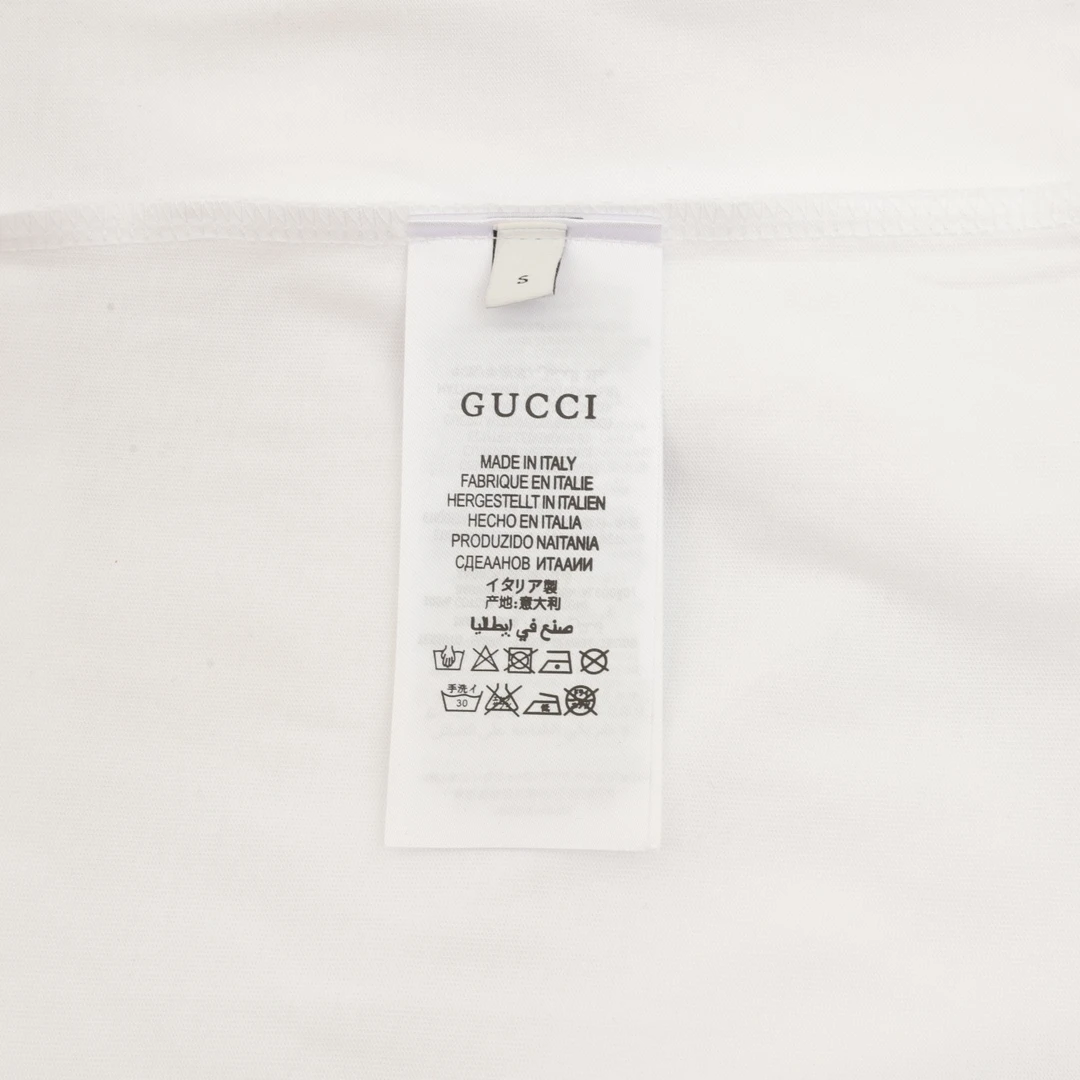 S
GUCCI
MADE IN ITALY
FABRIQUE EN ITALIE
HERGESTELLT IN ITALIEN
HECHO EN ITALIA
PRODUZIDO NAITANIA
СДЕААНОВ ИТААИИ
イタリア製
产地:意大利
صنع في إيطاليا
手洗イ
30